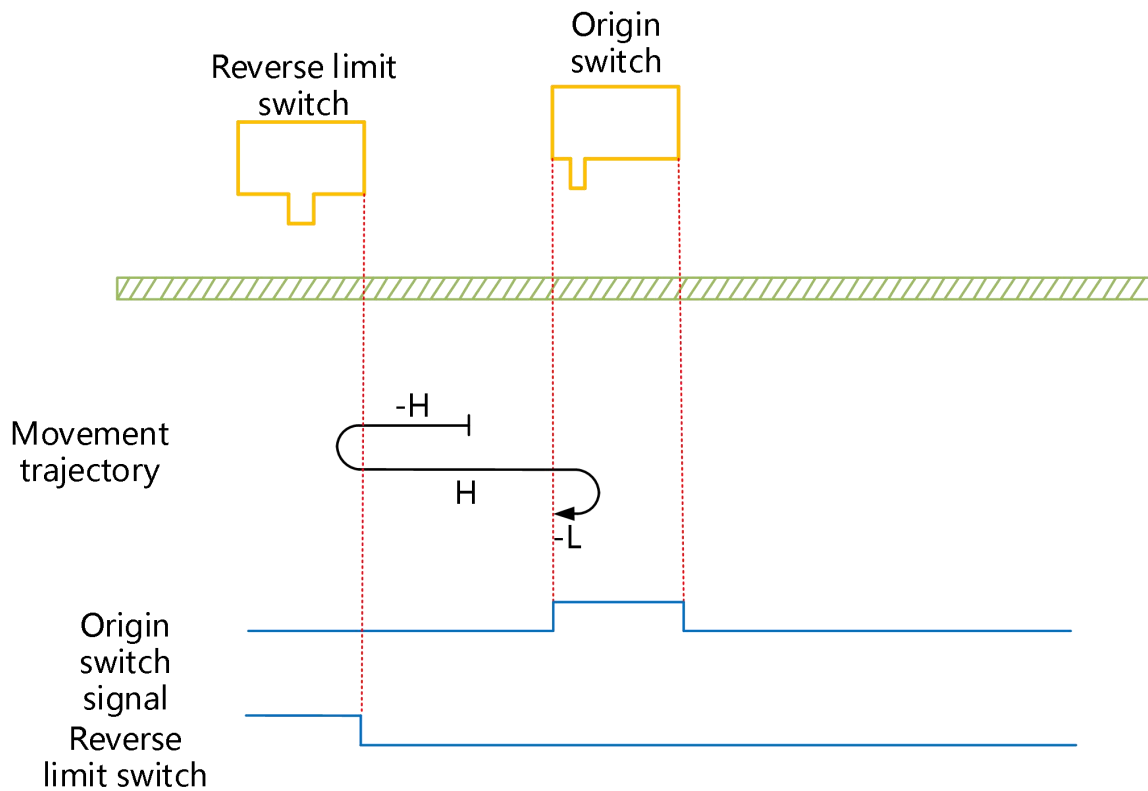 Origin
switch
Reverse limit
switch
-H
Movement
trajectory
H
-L
Origin
switch
signal
Reverse
limit switch